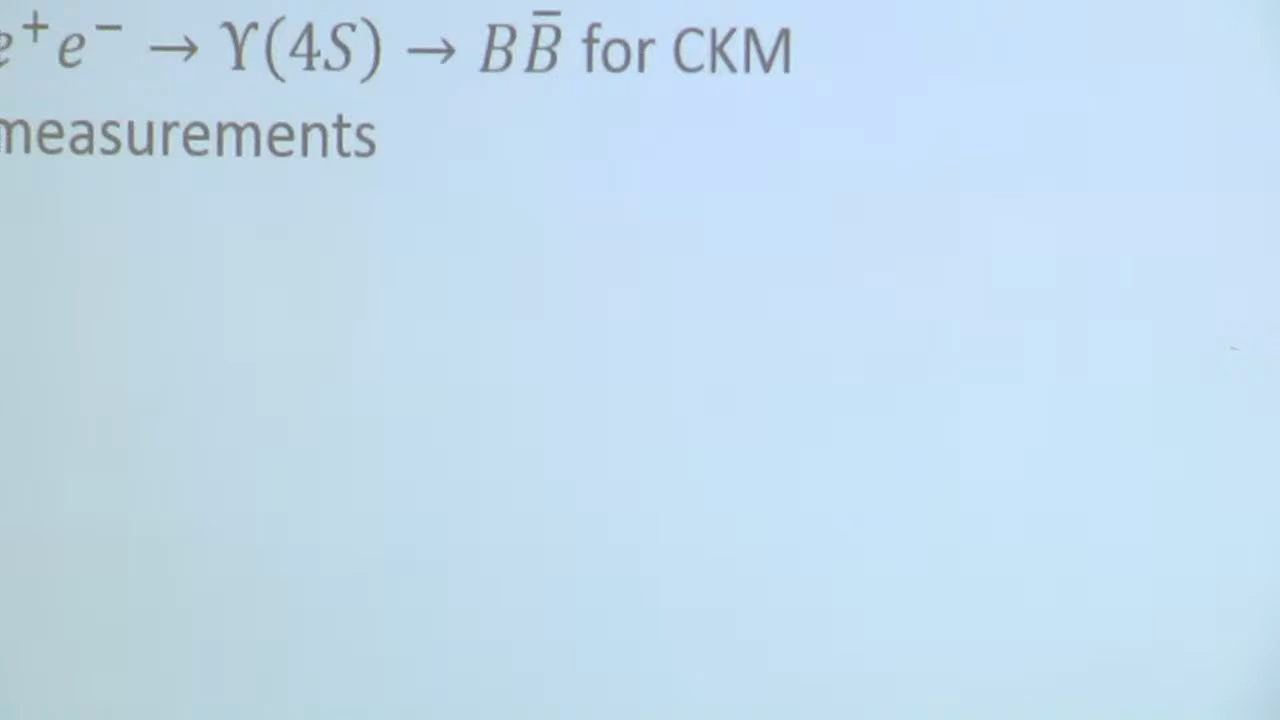 e⁺e⁻ → ϒ(4S) → BB̄ for CKM
measurements